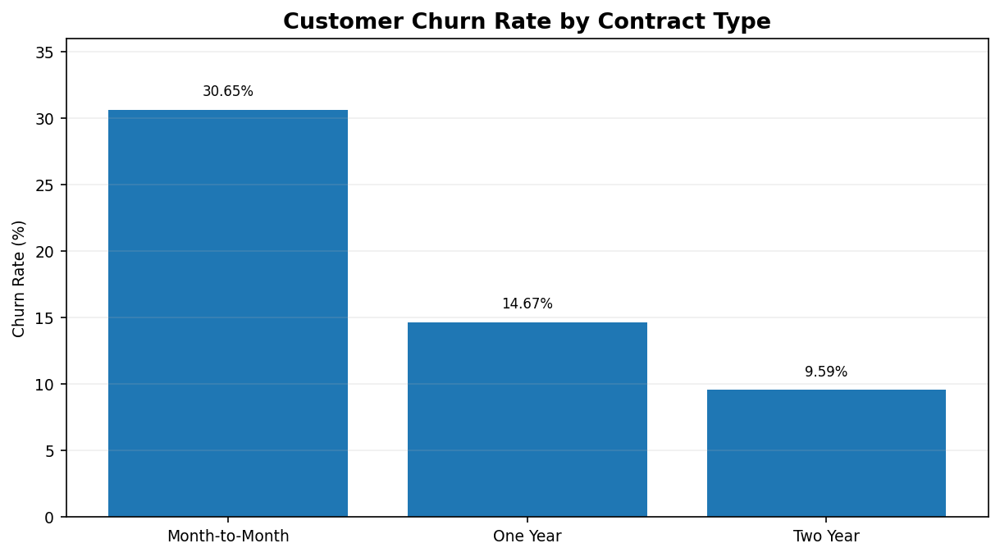 Customer Churn Rate by Contract Type
Churn Rate (%)
35
30
25
20
15
10
5
0
30.65%
14.67%
9.59%
Month-to-Month
One Year
Two Year